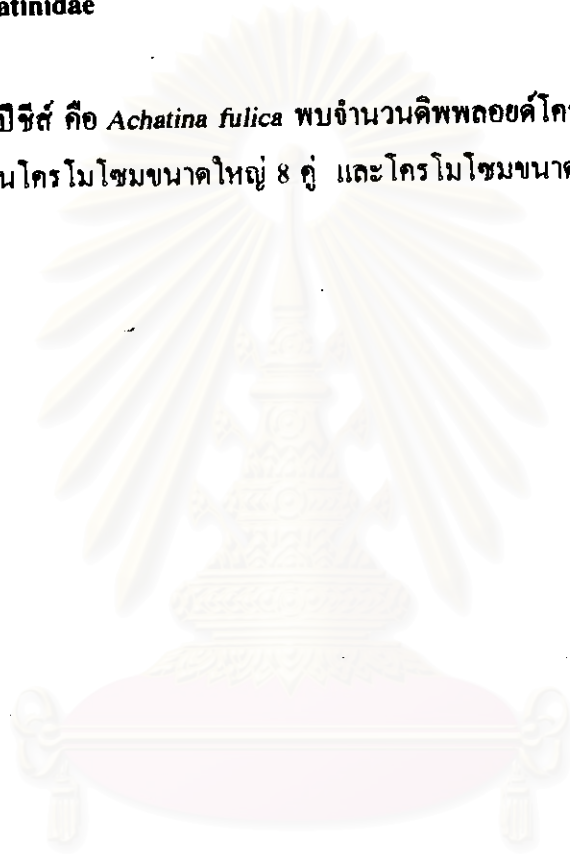 atinidae
ปีชีส์ คือ Achatina fulica พบจำนวนดิพพลอยด์โคร
นโครโมโซมขนาดใหญ่ 8 คู่ และโครโมโซมขนาด